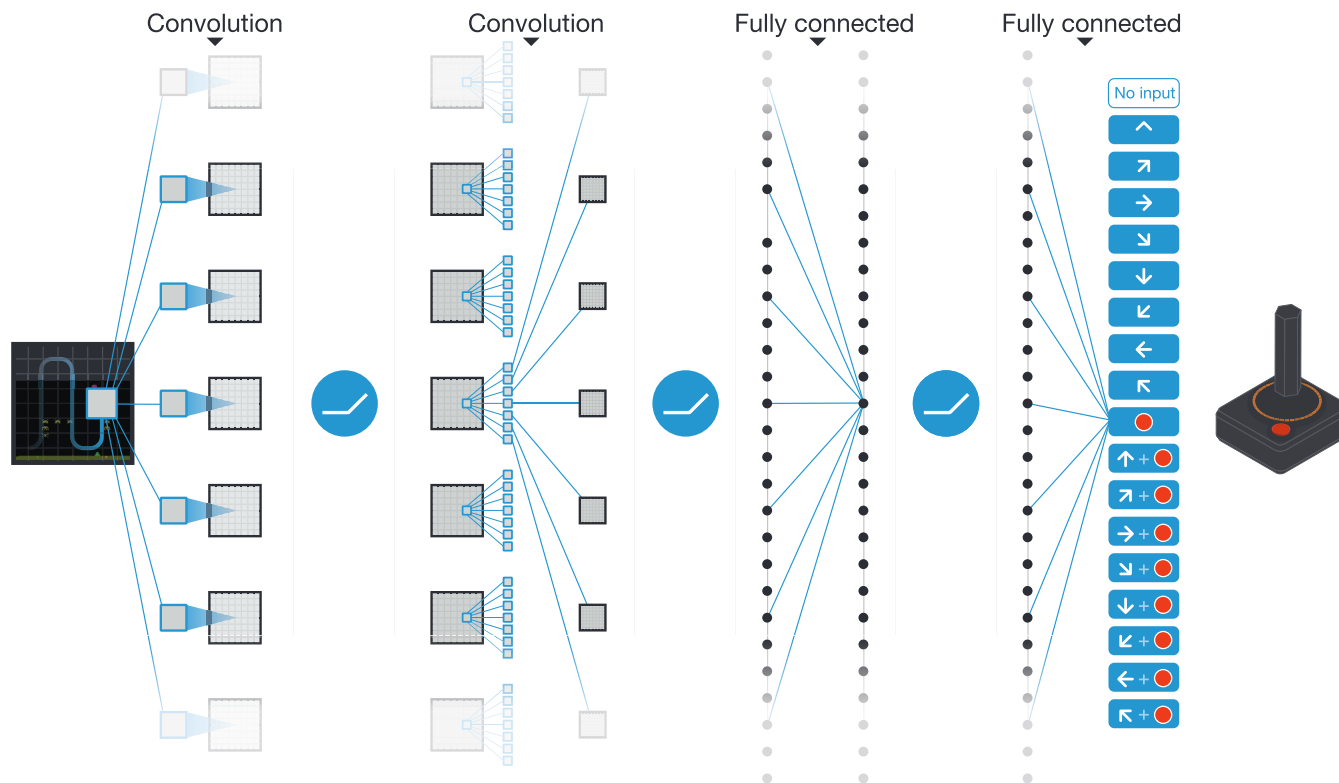 Convolution
Convolution
Fully connected
Fully connected
No input
+
+
+
+
+
+
+
+